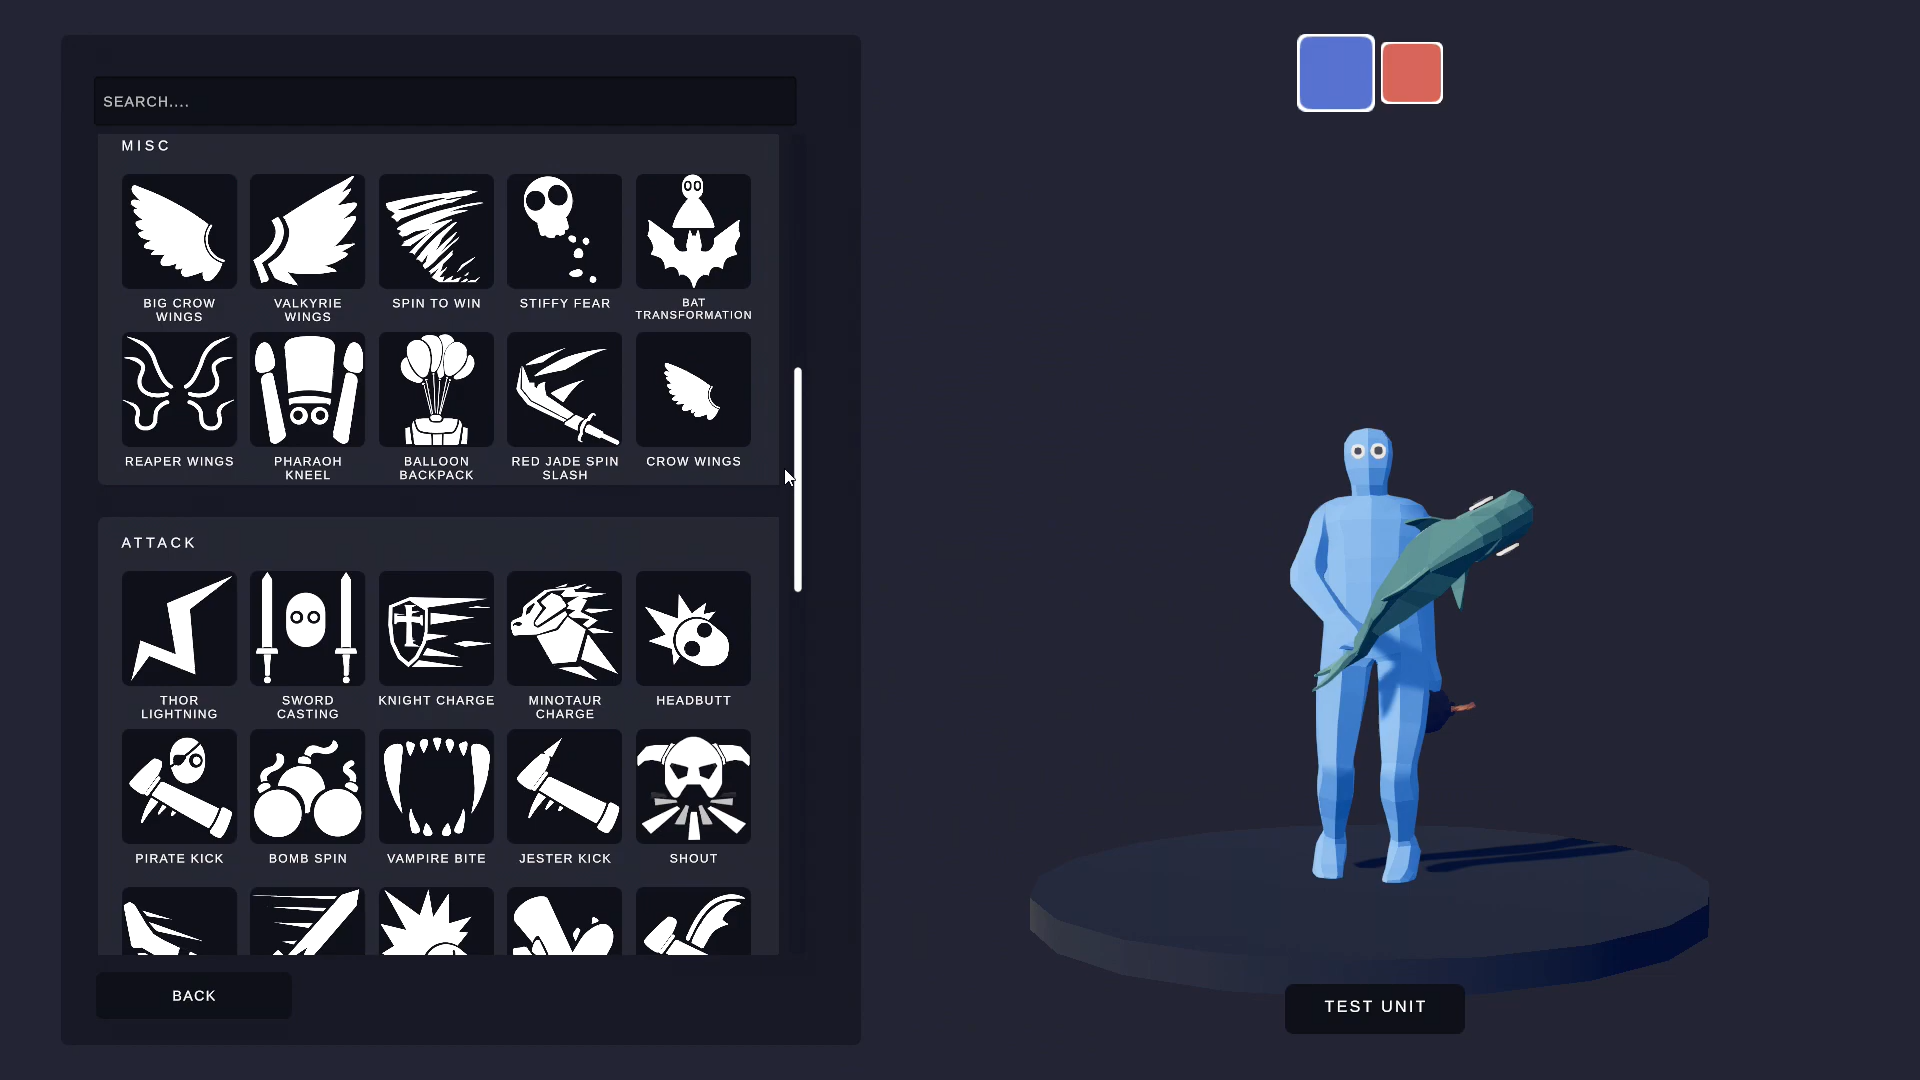 SEARCH....
MISC
BIG CROW
WINGS
VALKYRIE
WINGS
SPIN TO WIN
STIFFY FEAR
BAT
TRANSFORMATION
REAPER WINGS
PHARAOH
KNEEL
BALLOON
BACKPACK
RED JADE SPIN
SLASH
CROW WINGS
ATTACK
THOR
LIGHTNING
SWORD
CASTING
KNIGHT CHARGE
MINOTAUR
CHARGE
HEADBUTT
PIRATE KICK
BOMB SPIN
VAMPIRE BITE
JESTER KICK
SHOUT
BACK
TEST UNIT